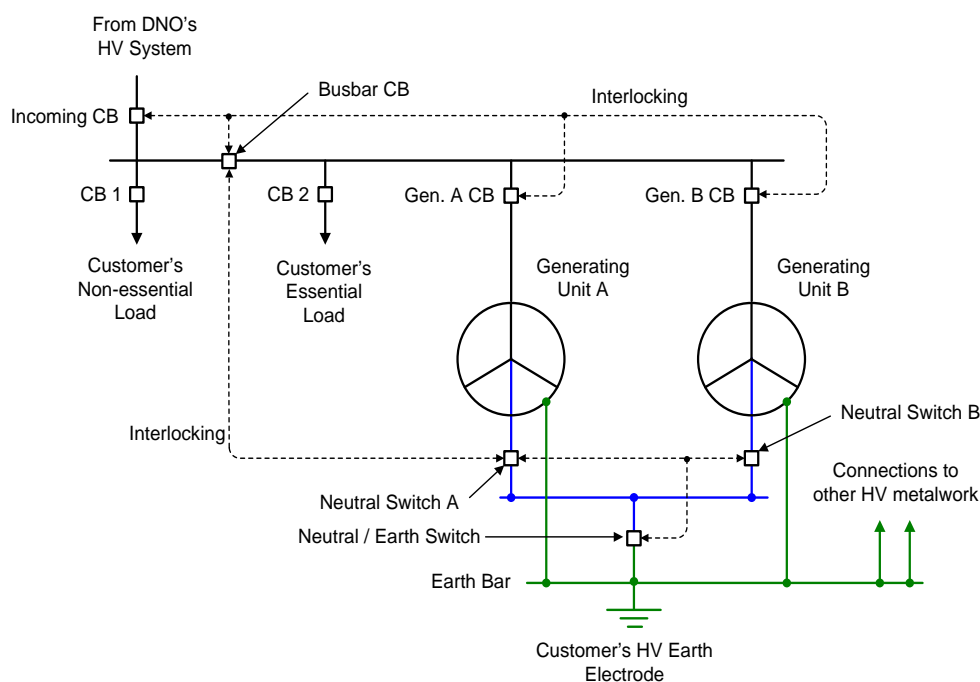 From DNO's
HV System
Busbar CB
Interlocking
Incoming CB
CB 1
CB 2
Gen. A CB
Gen. B CB
Customer's
Non-essential
Load
Customer's
Essential
Load
Generating
Unit A
Generating
Unit B
Neutral Switch B
Interlocking
Connections to
other HV metalwork
Neutral Switch A
Neutral / Earth Switch
Earth Bar
Customer's HV Earth
Electrode